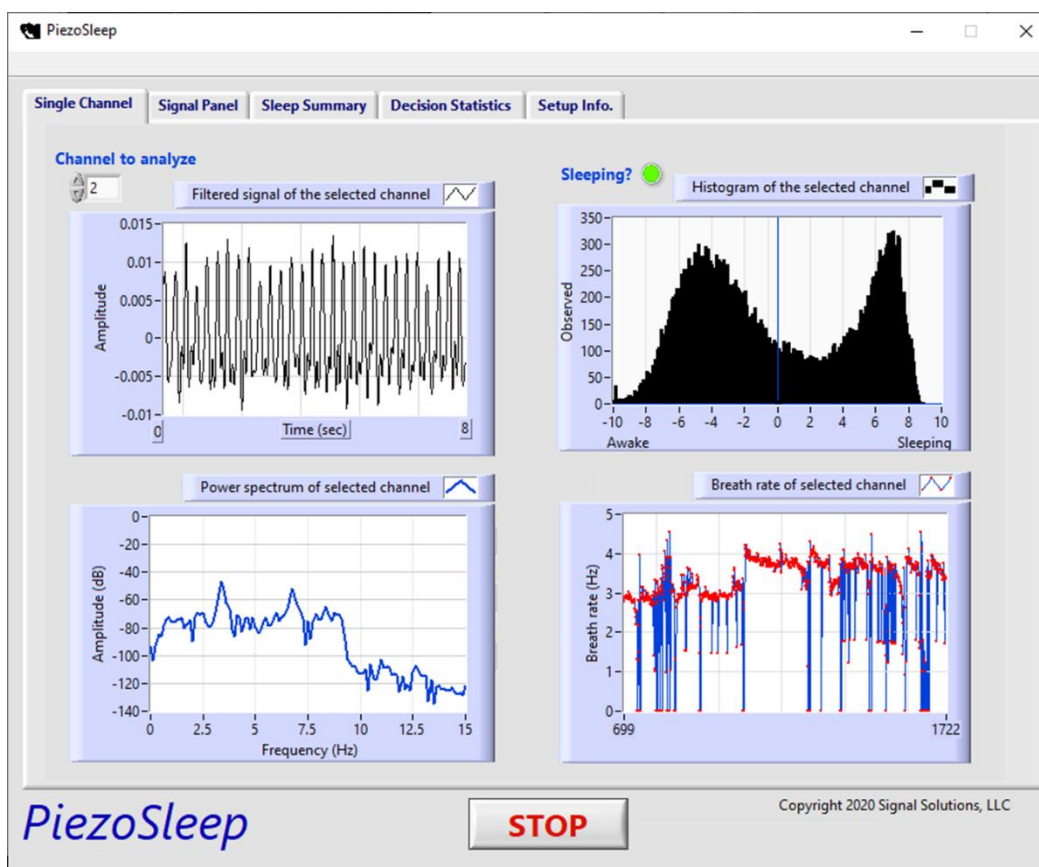 PiezoSleep
Single Channel
Signal Panel
Sleep Summary
Decision Statistics
Setup Info.
Channel to analyze
2
Filtered signal of the selected channel
0.015
0.01
0.005
0
-0.005
-0.01
Amplitude
0
Time (sec)
8
Sleeping?
Histogram of the selected channel
350
300
250
200
150
100
50
0
Observed
-10 -8 -6 -4 -2 0 2 4 6 8 10
Awake
Sleeping
Power spectrum of selected channel
0
-20
-40
-60
-80
-100
-120
-140
Amplitude (dB)
0 2.5 5 7.5 10 12.5 15
Frequency (Hz)
Breath rate of selected channel
5
4
3
2
1
0
Breath rate (Hz)
699
1722
PiezoSleep
STOP
Copyright 2020 Signal Solutions, LLC